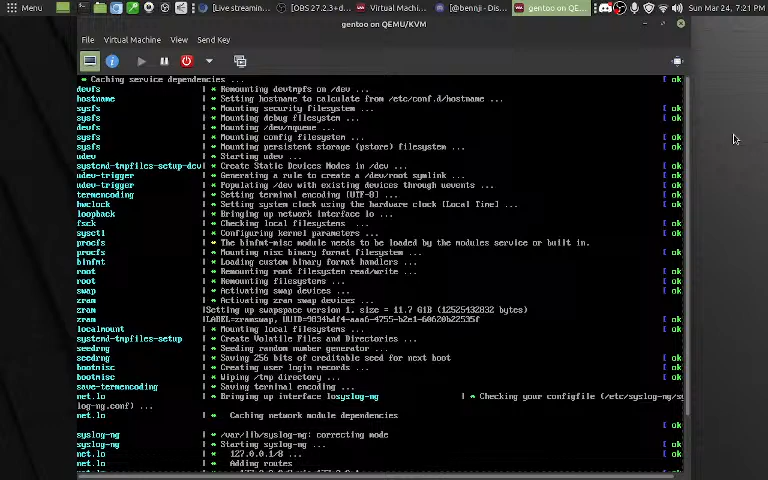 Menu [Live streamin... [OBS 27.2.3+d... Virtual Machin... [@bennji - Dis... gentoo on QE... Sun Mar 24, 7:21 PM
gentoo on QEMU/KVM
File Virtual Machine View Send Key
* Caching service dependencies ... [ ok
devfs | * Remounting devtmpfs on /dev ... [ ok
hostname | * Setting hostname to calculate from /etc/conf.d/hostname ... [ ok
sysfs | * Mounting security filesystem ... [ ok
sysfs | * Mounting debug filesystem ... [ ok
devfs | * Mounting /dev/mqueue ... [ ok
sysfs | * Mounting config filesystem ... [ ok
sysfs | * Mounting persistent storage (pstore) filesystem ... [ ok
udev | * Starting udev ... [ ok
systemd-tmpfiles-setup-dev| * Create Static Devices Nodes in /dev ... [ ok
udev-trigger | * Generating a rule to create a /dev/root symlink ... [ ok
udev-trigger | * Populating /dev with existing devices through uevents ... [ ok
termencoding | * Setting terminal encoding [UTF-8] ... [ ok
hwclock | * Setting system clock using the hardware clock [Local Time] ... [ ok
loopback | * Bringing up network interface lo ... [ ok
fsck | * Checking local filesystems ... [ ok
sysctl | * Configuring kernel parameters ... [ ok
procfs | * The binfmt-misc module needs to be loaded by the modules service or built in.
procfs | * Mounting misc binary format filesystem ... [ ok
binfmt | * Loading custom binary format handlers ... [ ok
root | * Remounting root filesystem read/write ... [ ok
root | * Remounting filesystems ... [ ok
swap | * Activating swap devices ... [ ok
zram | * Activating zram swap devices ...
zram |Setting up swapspace version 1, size = 11.7 GiB (12525432832 bytes)
zram |LABEL=zramswap, UUID=9834bdf4-aaa6-4755-b2e1-60620b22535f [ ok
localmount | * Mounting local filesystems ... [ ok
systemd-tmpfiles-setup | * Create Volatile Files and Directories ... [ ok
seedrng | * Seeding random number generator ... [ ok
seedrng | * Saving 256 bits of creditable seed for next boot [ ok
bootmisc | * Creating user login records ... [ ok
bootmisc | * Wiping /tmp directory ... [ ok
save-termencoding | * Saving terminal encoding ... [ ok
net.lo | * Bringing up interface losyslog-ng | * Checking your configfile (/etc/syslog-ng/sy
log-ng.conf) ...
net.lo | * Caching network module dependencies
[ ok
syslog-ng | * /var/lib/syslog-ng: correcting mode
syslog-ng | * Starting syslog-ng ... [ ok
net.lo | * 127.0.0.1/8 ... [ ok
net.lo | * Adding routes